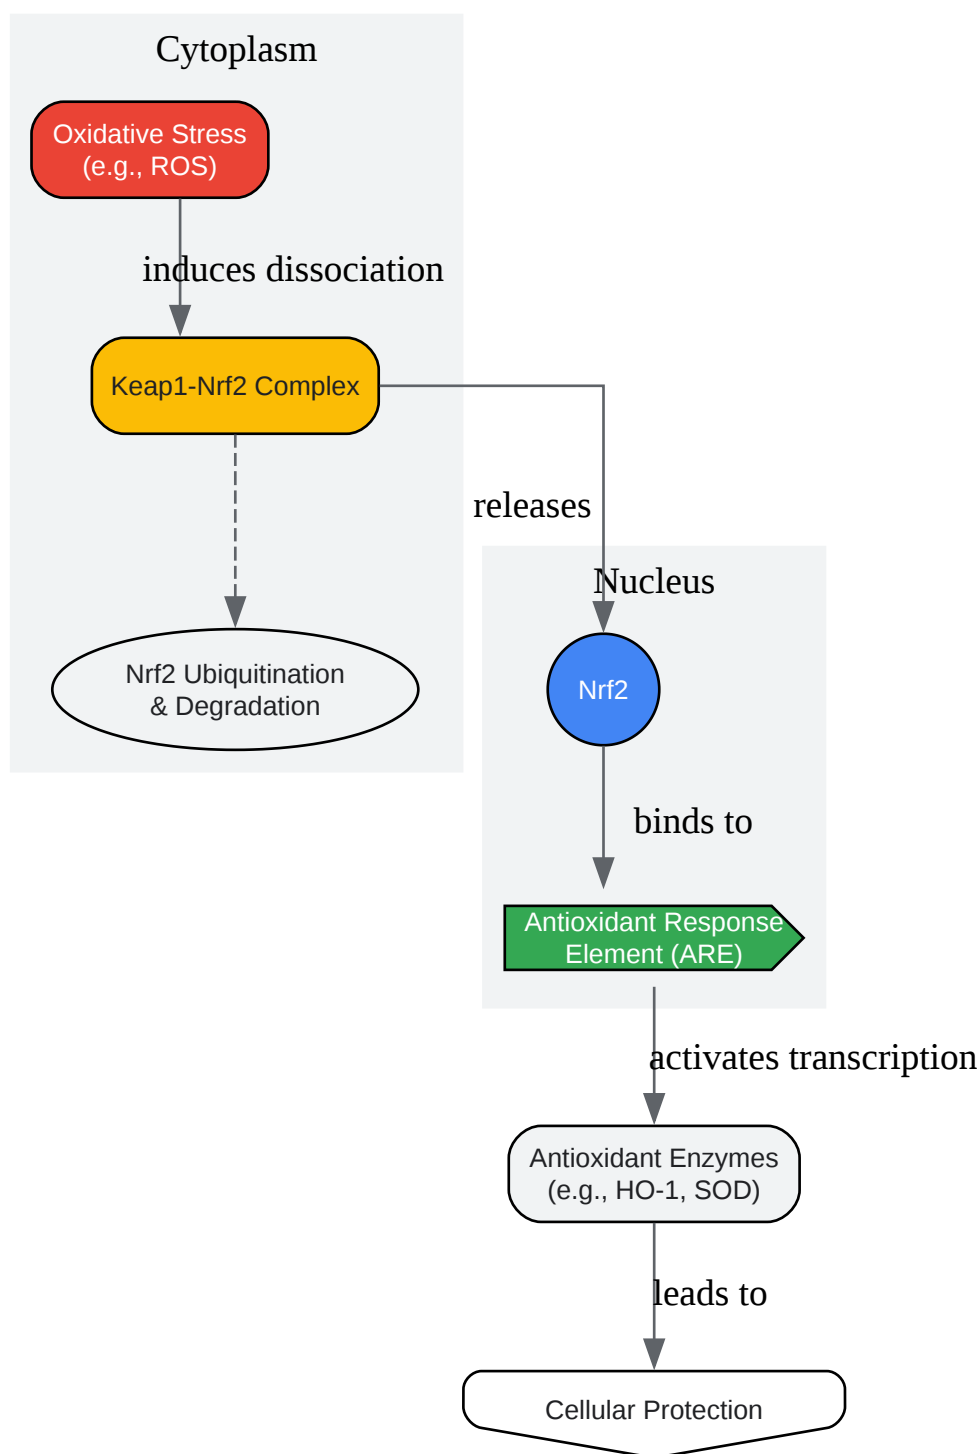 Cytoplasm
Oxidative Stress
(e.g., ROS)
induces dissociation
Keap1-Nrf2 Complex
releases
Nucleus
Nrf2 Ubiquitination
& Degradation
Nrf2
binds to
Antioxidant Response
Element (ARE)
activates transcription
Antioxidant Enzymes
(e.g., HO-1, SOD)
leads to
Cellular Protection